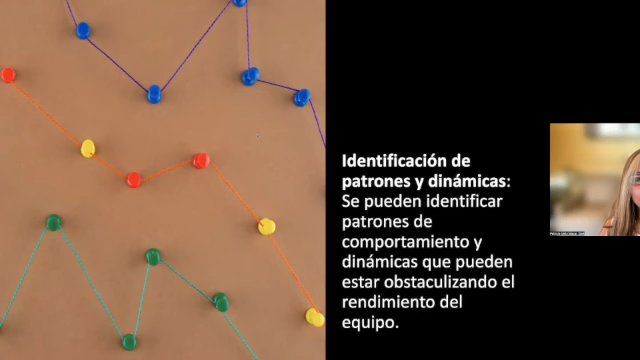 Identificación de
patrones y dinámicas:
Se pueden identificar
patrones de
comportamiento y
dinámicas que pueden
estar obstaculizando el
rendimiento del
equipo.